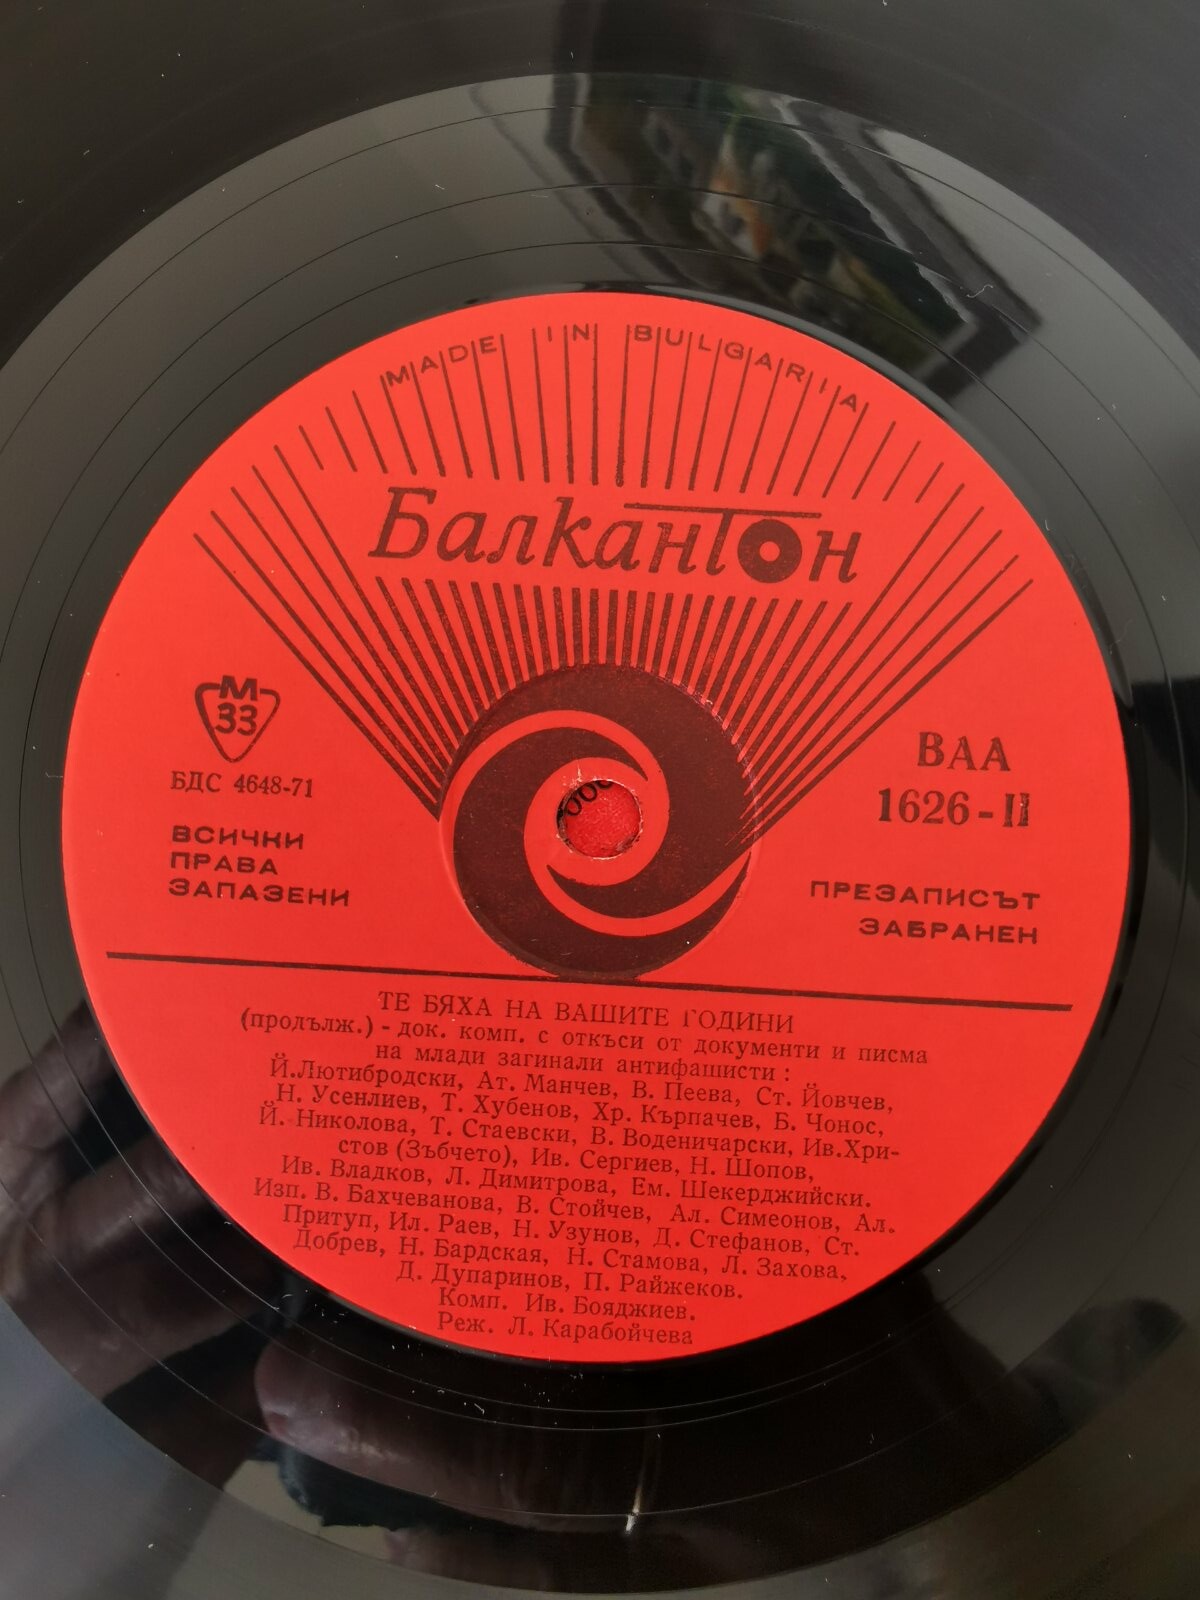 MADE IN BULGARIA
Балкантон
М
33
БДС 4648-71
ВСИЧКИ
ПРАВА
ЗАПАЗЕНИ
ВАА
1626-II
ПРЕЗАПИСЪТ
ЗАБРАНЕН
ТЕ БЯХА НА ВАШИТЕ ГОДИНИ
(продълж.) - док. комп. с откъси от документи и писма
на млади загинали антифашисти :
Й.Лютибродски, Ат. Манчев, В. Пеева, Ст. Йовчев,
Н. Усенлиев, Т. Хубенов, Хр. Кърпачев, Б. Чонос,
Й. Николова, Т. Стаевски, В. Воденичарски, Ив.Хри-
стов (Зъбчето), Ив. Сергиев, Н. Шопов,
Ив. Владков, Л. Димитрова, Ем. Шекерджийски.
Изп. В. Бахчеванова, В. Стойчев, Ал. Симеонов, Ал.
Притуп, Ил. Раев, Н. Узунов, Д. Стефанов, Ст.
Добрев, Н. Бардская, Н. Стамова, Л. Захова,
Д. Дупаринов, П. Райжеков.
Комп. Ив. Бояджиев.
Реж. Л. Карабойчева